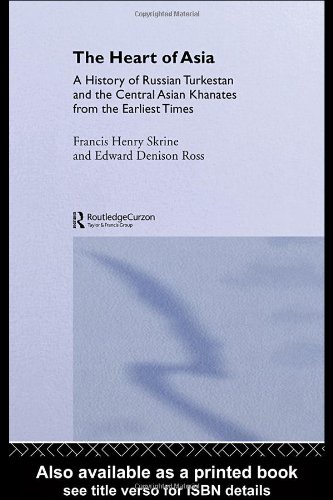 The Heart of Asia
A History of Russian Turkestan
and the Central Asian Khanates
from the Earliest Times
Francis Henry Skrine
and Edward Denison Ross
RoutledgeCurzon
Taylor & Francis Group
Also available as a printed book
see title verso for ISBN details